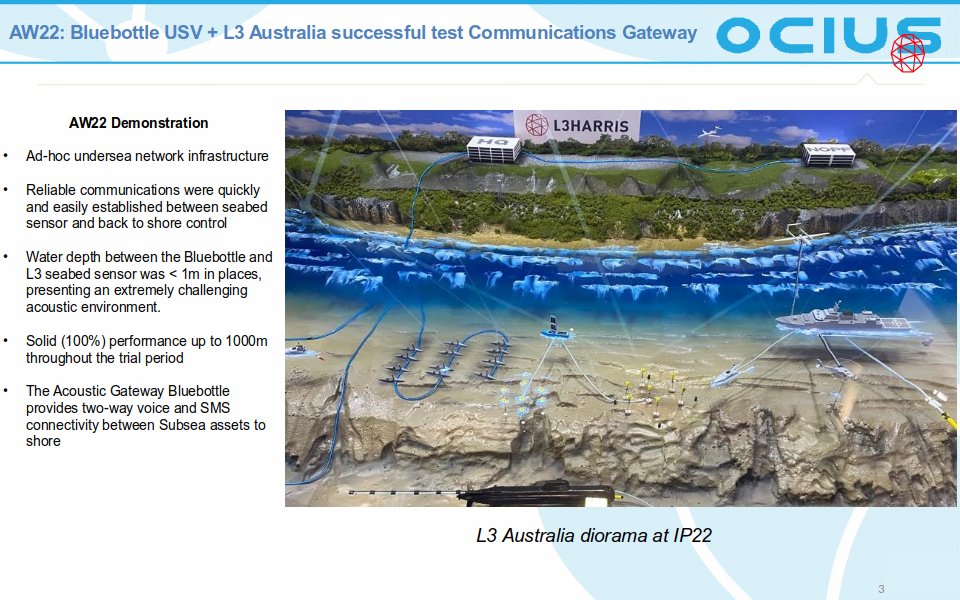 AW22: Bluebottle USV + L3 Australia successful test Communications Gateway
OCIUS
AW22 Demonstration
• Ad-hoc undersea network infrastructure
• Reliable communications were quickly
and easily established between seabed
sensor and back to shore control
• Water depth between the Bluebottle and
L3 seabed sensor was < 1m in places,
presenting an extremely challenging
acoustic environment.
• Solid (100%) performance up to 1000m
throughout the trial period
• The Acoustic Gateway Bluebottle
provides two-way voice and SMS
connectivity between Subsea assets to
shore
L3HARRIS
HQ
NOPF
L3 Australia diorama at IP22
3